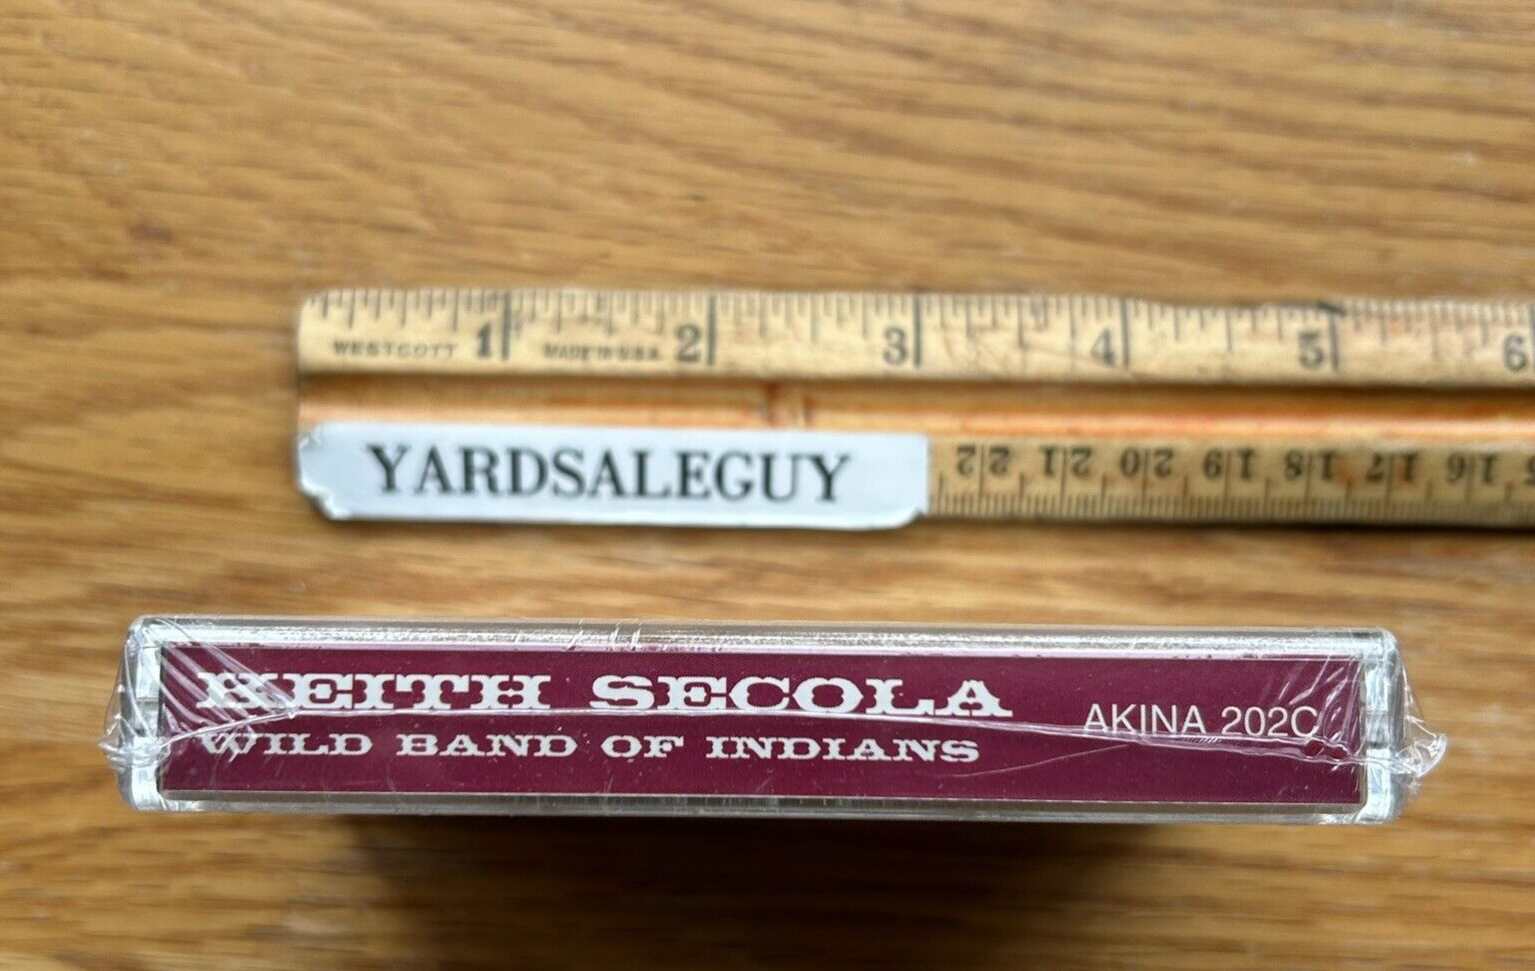 1 2 3 4 5 6
WESTCOTT MADE IN U.S.A.
YARDSALEGUY
22 21 20 19 18 17 16
KEITH SECOLA
WILD BAND OF INDIANS
AKINA 202C